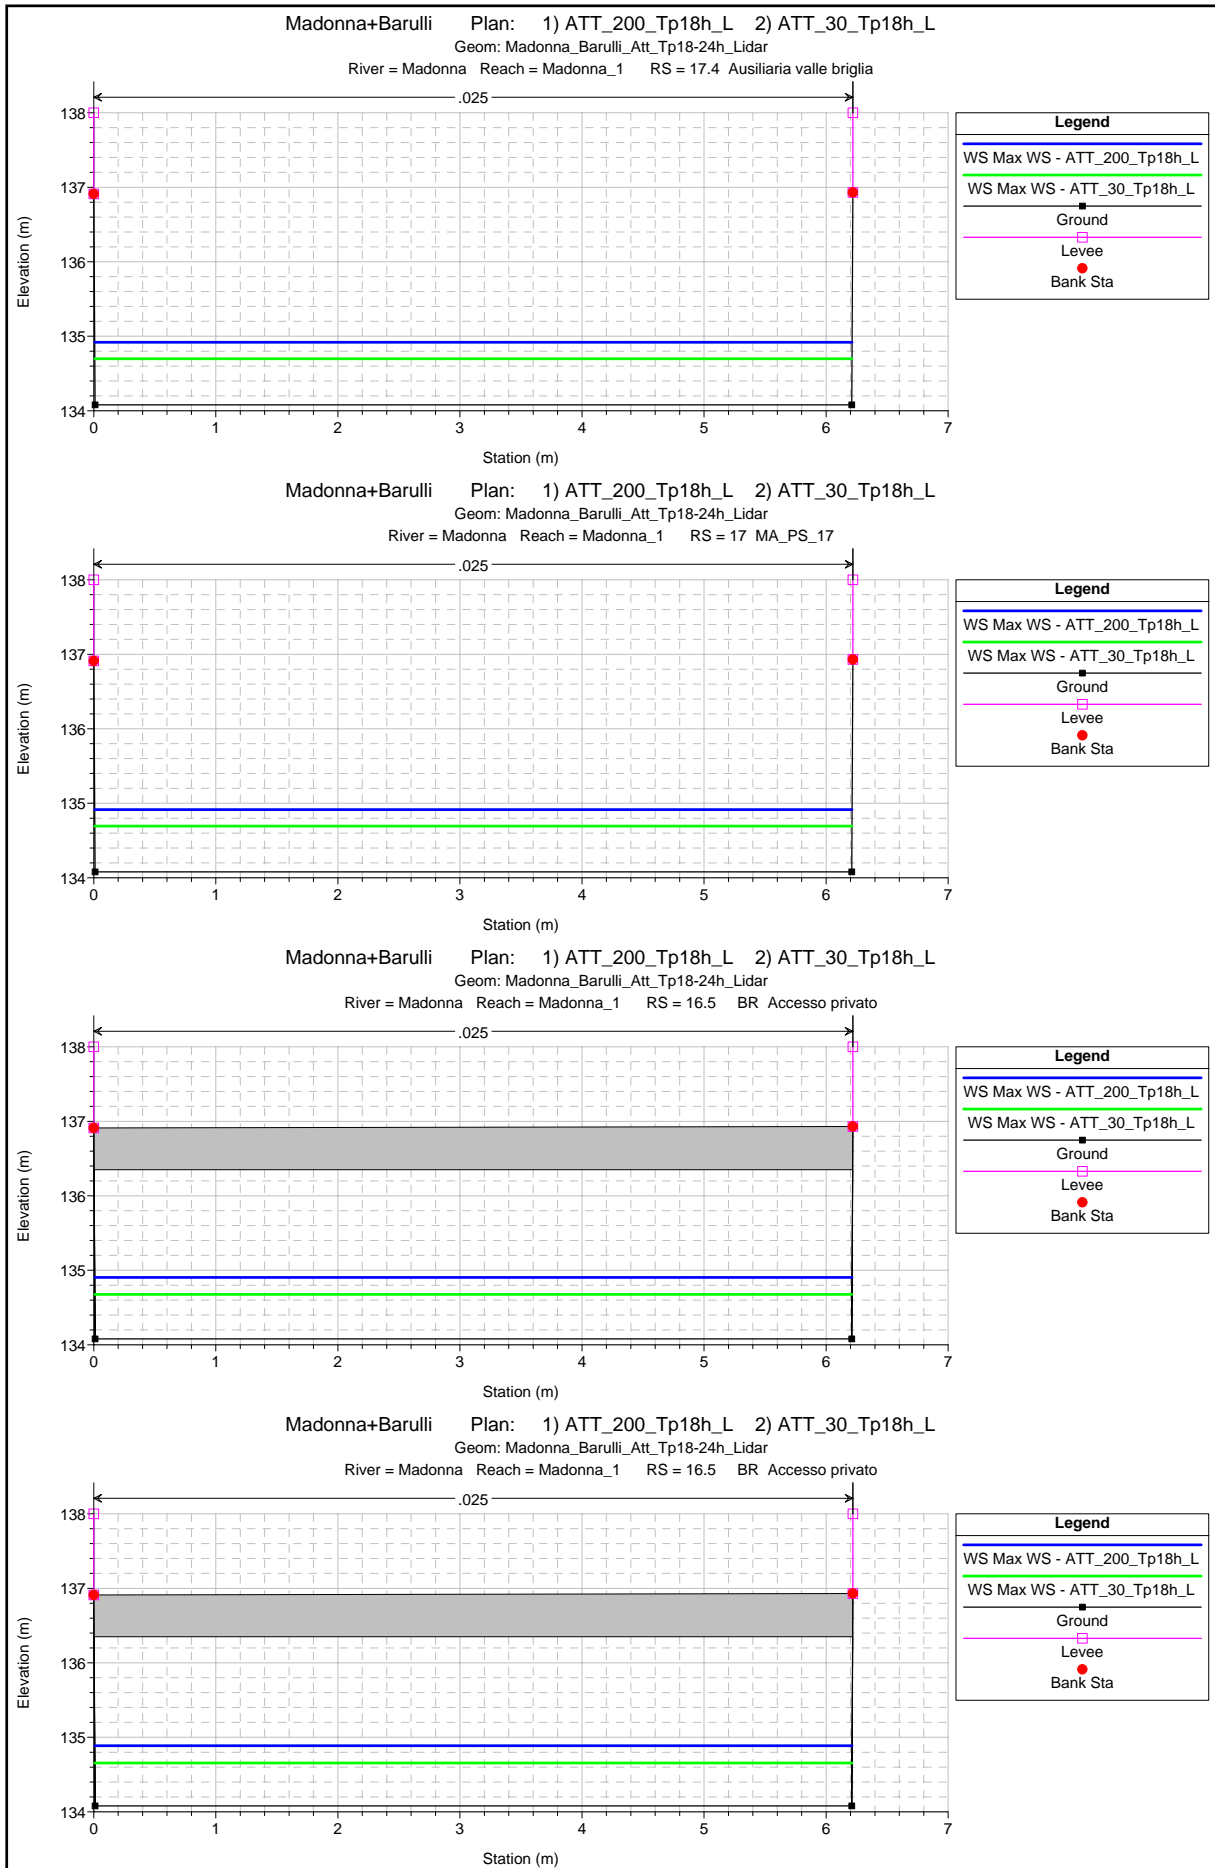 Madonna+Barulli Plan: 1) ATT_200_Tp18h_L 2) ATT_30_Tp18h_L
Geom: Madonna_Barulli_Att_Tp18-24h_Lidar
River = Madonna Reach = Madonna_1 RS = 17.4 Ausiliaria valle briglia
.025
138
137
136
135
134
Elevation (m)
0 1 2 3 4 5 6 7
Station (m)
Legend
WS Max WS - ATT_200_Tp18h_L
WS Max WS - ATT_30_Tp18h_L
Ground
Levee
Bank Sta
Madonna+Barulli Plan: 1) ATT_200_Tp18h_L 2) ATT_30_Tp18h_L
Geom: Madonna_Barulli_Att_Tp18-24h_Lidar
River = Madonna Reach = Madonna_1 RS = 17 MA_PS_17
.025
138
137
136
135
134
Elevation (m)
0 1 2 3 4 5 6 7
Station (m)
Legend
WS Max WS - ATT_200_Tp18h_L
WS Max WS - ATT_30_Tp18h_L
Ground
Levee
Bank Sta
Madonna+Barulli Plan: 1) ATT_200_Tp18h_L 2) ATT_30_Tp18h_L
Geom: Madonna_Barulli_Att_Tp18-24h_Lidar
River = Madonna Reach = Madonna_1 RS = 16.5 BR Accesso privato
.025
138
137
136
135
134
Elevation (m)
0 1 2 3 4 5 6 7
Station (m)
Legend
WS Max WS - ATT_200_Tp18h_L
WS Max WS - ATT_30_Tp18h_L
Ground
Levee
Bank Sta
Madonna+Barulli Plan: 1) ATT_200_Tp18h_L 2) ATT_30_Tp18h_L
Geom: Madonna_Barulli_Att_Tp18-24h_Lidar
River = Madonna Reach = Madonna_1 RS = 16.5 BR Accesso privato
.025
138
137
136
135
134
Elevation (m)
0 1 2 3 4 5 6 7
Station (m)
Legend
WS Max WS - ATT_200_Tp18h_L
WS Max WS - ATT_30_Tp18h_L
Ground
Levee
Bank Sta